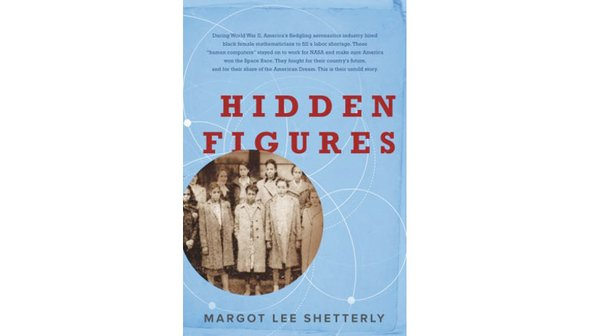 During World War II, America's fledgling aeronautics industry hired
black female mathematicians to fill a labor shortage. These
"human computers" stayed on to work for NASA and make sure America
won the Space Race. They fought for their country's future,
and for their share of the American Dream. This is their untold story.
HIDDEN
FIGURES
MARGOT LEE SHETTERLY